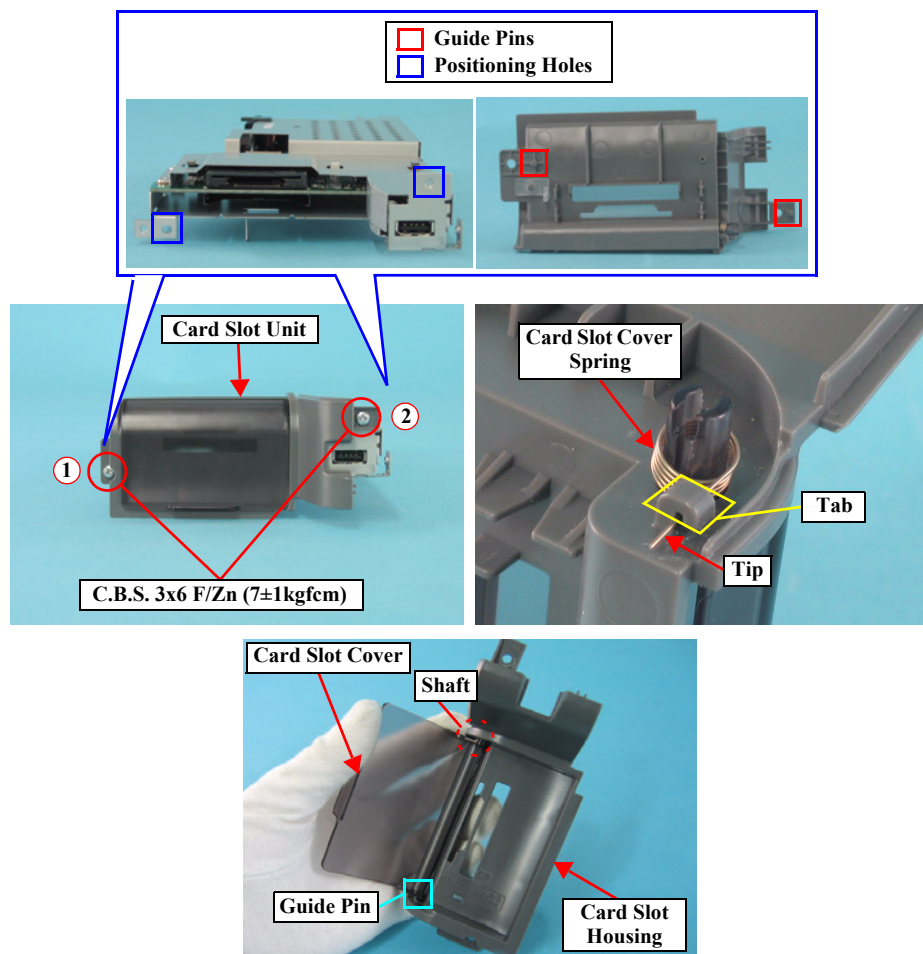 Guide Pins
Positioning Holes
Card Slot Unit
1
2
C.B.S. 3x6 F/Zn (7±1kgfcm)
Card Slot Cover
Spring
Tab
Tip
Card Slot Cover
Shaft
Guide Pin
Card Slot
Housing